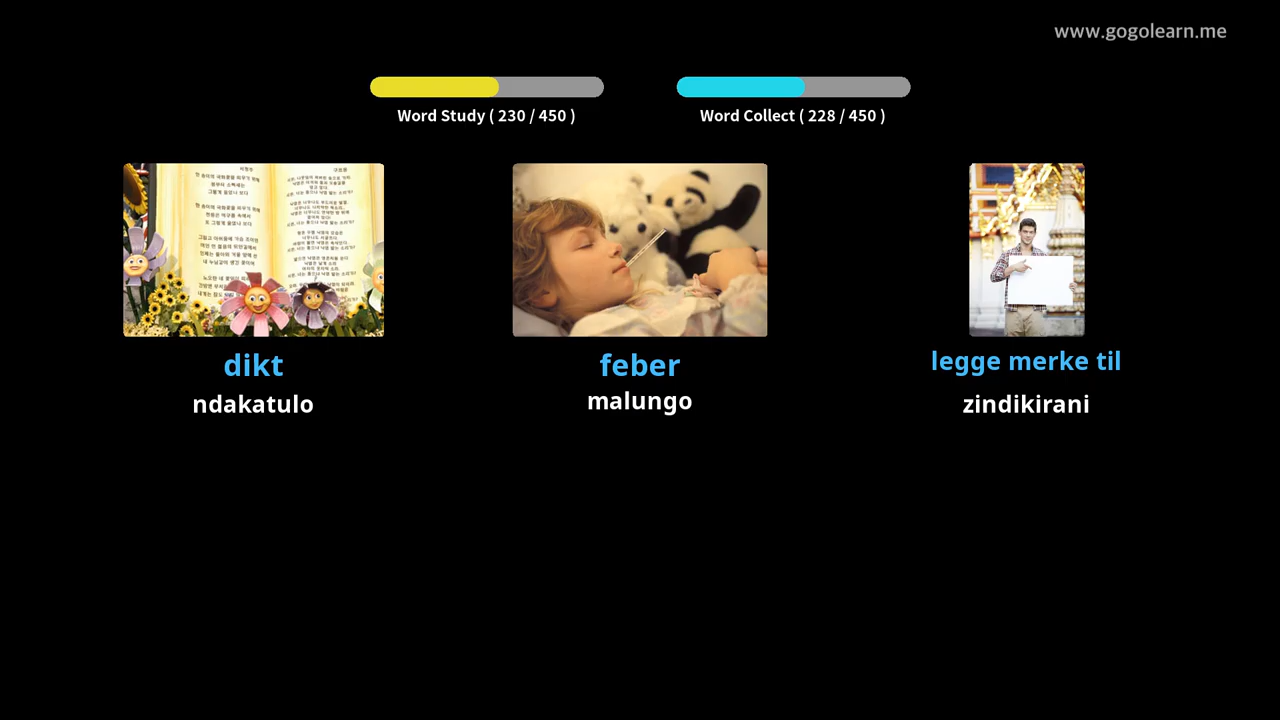 www.gogolearn.me
Word Study ( 230 / 450 )
Word Collect ( 228 / 450 )
dikt
feber
legge merke til
ndakatulo
malungo
zindikirani